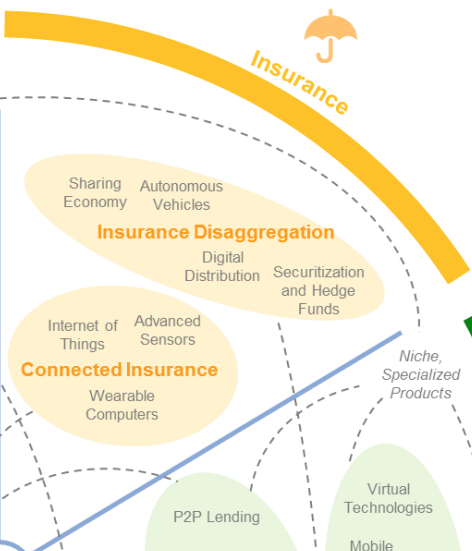 Insurance
Sharing
Economy
Autonomous
Vehicles
Insurance Disaggregation
Digital
Distribution
Securitization
and Hedge
Funds
Internet of
Things
Advanced
Sensors
Connected Insurance
Wearable
Computers
Niche,
Specialized
Products
P2P Lending
Virtual
Technologies
Mobile